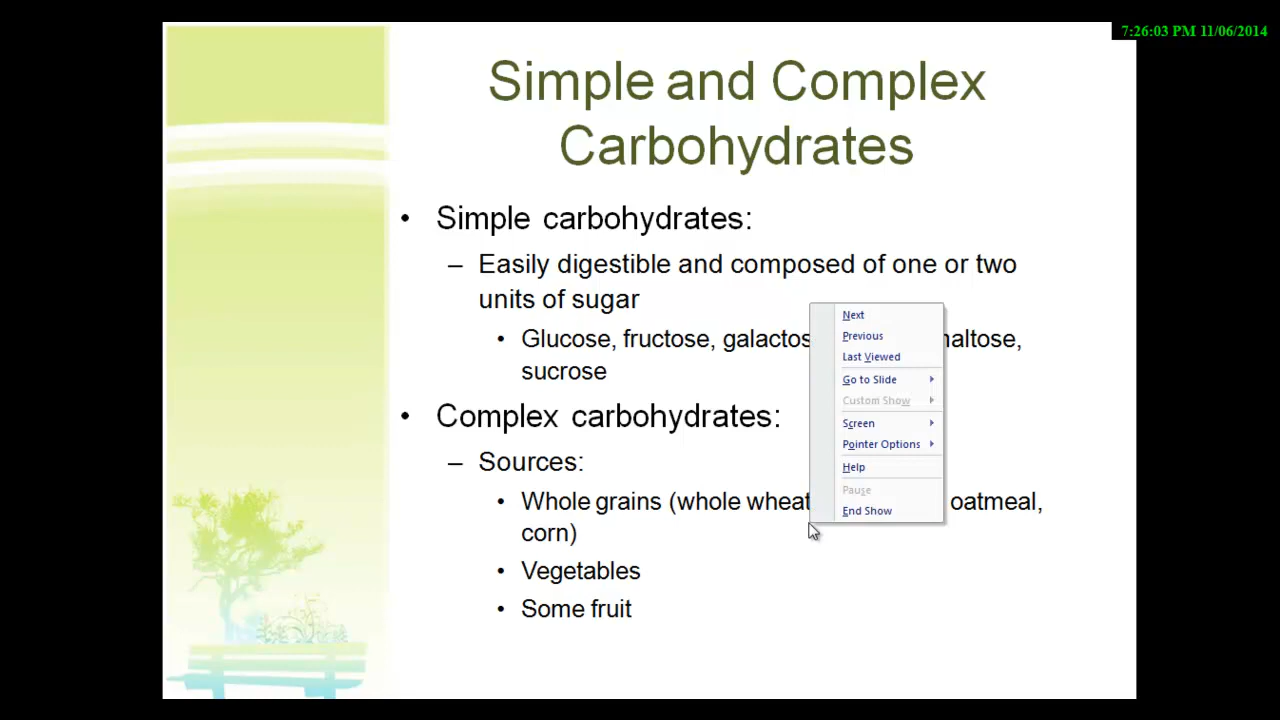 7:26:03 PM 11/06/2014
Simple and Complex
Carbohydrates
• Simple carbohydrates:
– Easily digestible and composed of one or two
units of sugar
• Glucose, fructose, galactos altose,
sucrose
• Complex carbohydrates:
– Sources:
• Whole grains (whole wheat oatmeal,
corn)
• Vegetables
• Some fruit
Next
Previous
Last Viewed
Go to Slide
Custom Show
Screen
Pointer Options
Help
Pause
End Show